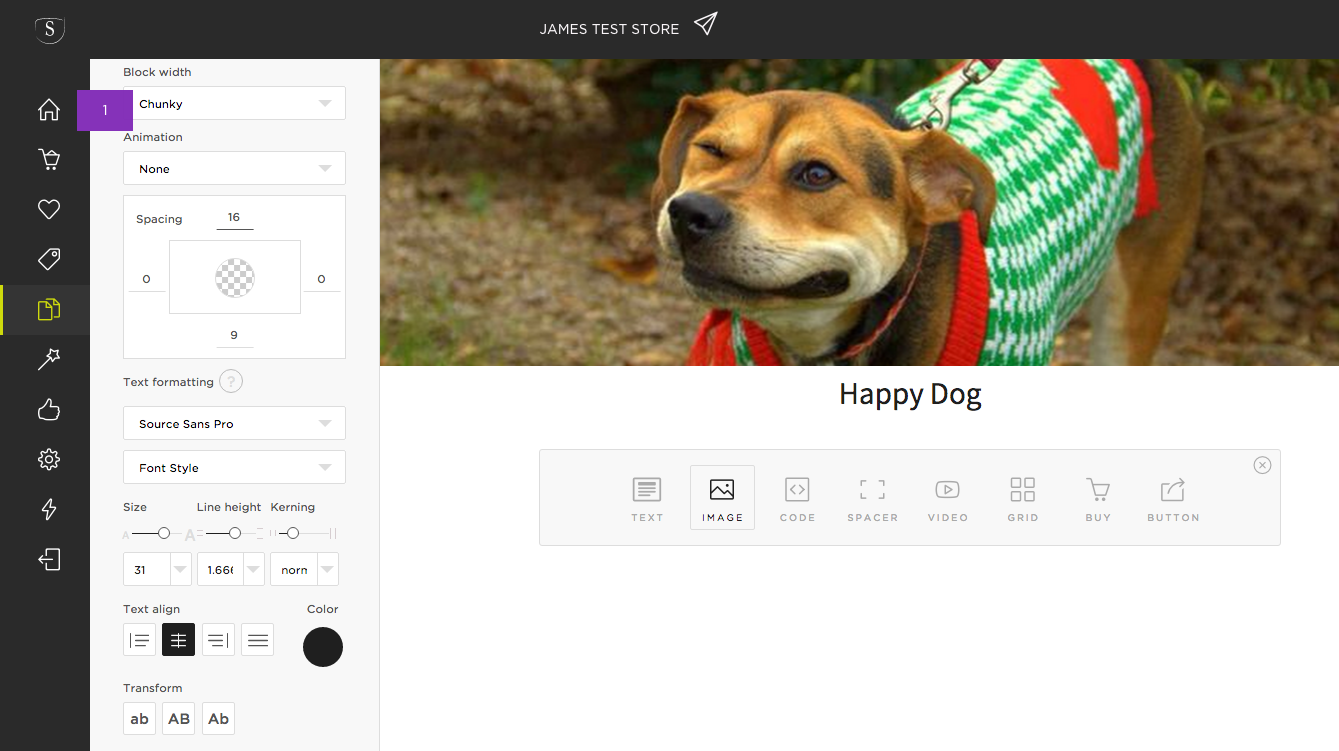 S
JAMES TEST STORE
1
Block width
Chunky
Animation
None
Spacing
16
0
0
9
Text formatting ?
Source Sans Pro
Font Style
Size Line height Kerning
A A
31 1.66 norn
Text align Color
Transform
ab AB Ab
Happy Dog
TEXT IMAGE CODE SPACER VIDEO GRID BUY BUTTON